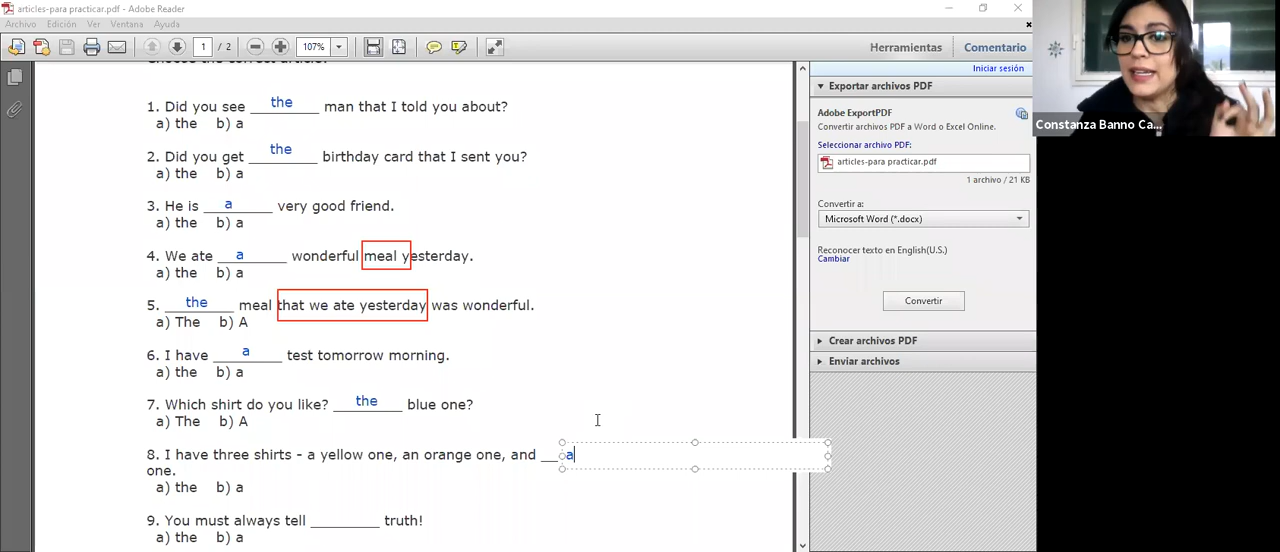 articles-para practicar.pdf - Adobe Reader
Archivo Edición Ver Ventana Ayuda
1 / 2 107% Herramientas Comentario
Choose the correct article:
1. Did you see the man that I told you about?
a) the b) a
2. Did you get the birthday card that I sent you?
a) the b) a
3. He is a very good friend.
a) the b) a
4. We ate a wonderful meal yesterday.
a) the b) a
5. the meal that we ate yesterday was wonderful.
a) The b) A
6. I have a test tomorrow morning.
a) the b) a
7. Which shirt do you like? the blue one?
a) The b) A
8. I have three shirts - a yellow one, an orange one, and __ a
one.
a) the b) a
9. You must always tell ________ truth!
a) the b) a
Iniciar sesión
Exportar archivos PDF
Adobe ExportPDF
Convertir archivos PDF a Word o Excel Online.
Seleccionar archivo PDF:
articles-para practicar.pdf
1 archivo / 21 KB
Convertir a:
Microsoft Word (*.docx)
Reconocer texto en English(U.S.)
Cambiar
Convertir
Crear archivos PDF
Enviar archivos
Constanza Banno Ca...